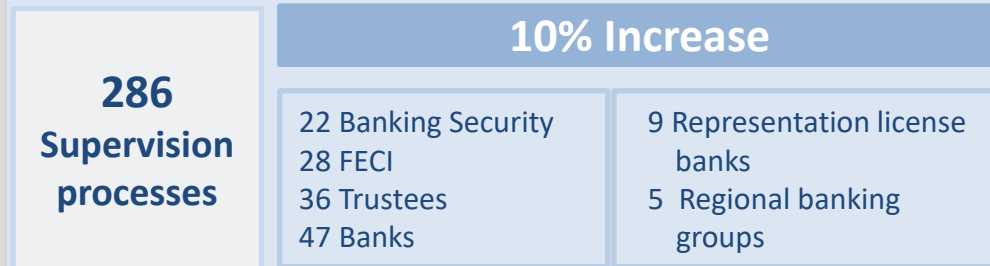 286
Supervision
processes
10% Increase
22 Banking Security
28 FECI
36 Trustees
47 Banks
9 Representation license
banks
5 Regional banking
groups